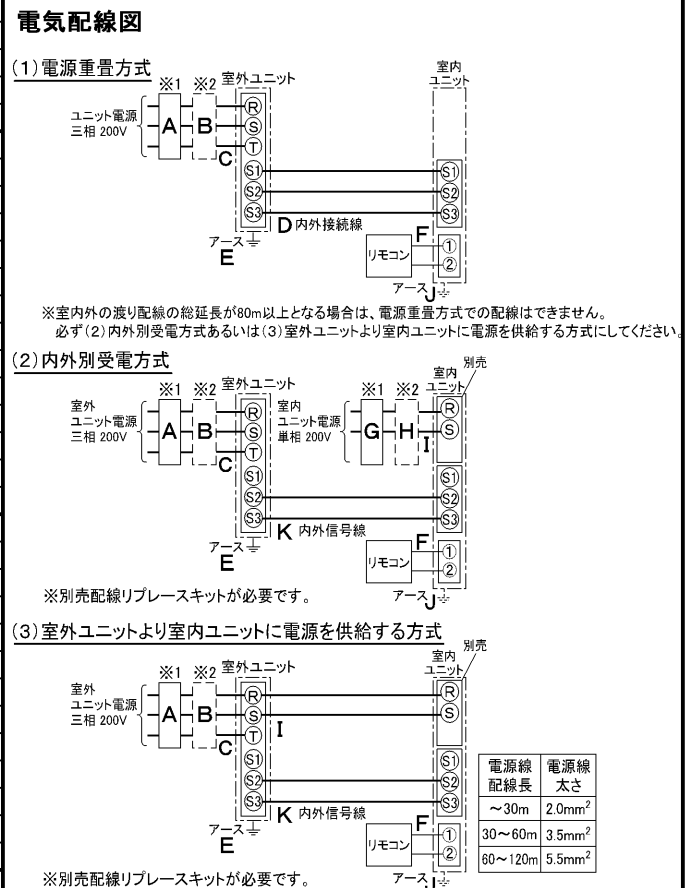 電気配線図
(1)電源重畳方式
※1 ※2 室外ユニット
室内
ユニット
ユニット電源
三相 200V
A B C
R
S
T
S1
S2
S3
S1
S2
S3
D 内外接続線
アース
E
F
リモコン
①
②
アース J
※室内外の渡り配線の総延長が80m以上となる場合は、電源重畳方式での配線はできません。
必ず(2)内外別受電方式あるいは(3)室外ユニットより室内ユニットに電源を供給する方式にしてください。
(2)内外別受電方式
※1 ※2 室外ユニット
※1 ※2
室内
ユニット
別売
室外
ユニット電源
三相 200V
A B C
R
S
T
S1
S2
S3
室内
ユニット電源
単相 200V
G H I
R
S
S1
S2
S3
K 内外信号線
アース
E
F
リモコン
①
②
アース J
※別売配線リプレースキットが必要です。
(3)室外ユニットより室内ユニットに電源を供給する方式
※1 ※2 室外ユニット
室内
ユニット
別売
室外
ユニット電源
三相 200V
A B C
R
S
T
S1
S2
S3
I
R
S
S1
S2
S3
K 内外信号線
アース
E
F
リモコン
①
②
アース J
※別売配線リプレースキットが必要です。
電源線 電源線
配線長 太さ
～30m 2.0mm²
30～60m 3.5mm²
60～120m 5.5mm²